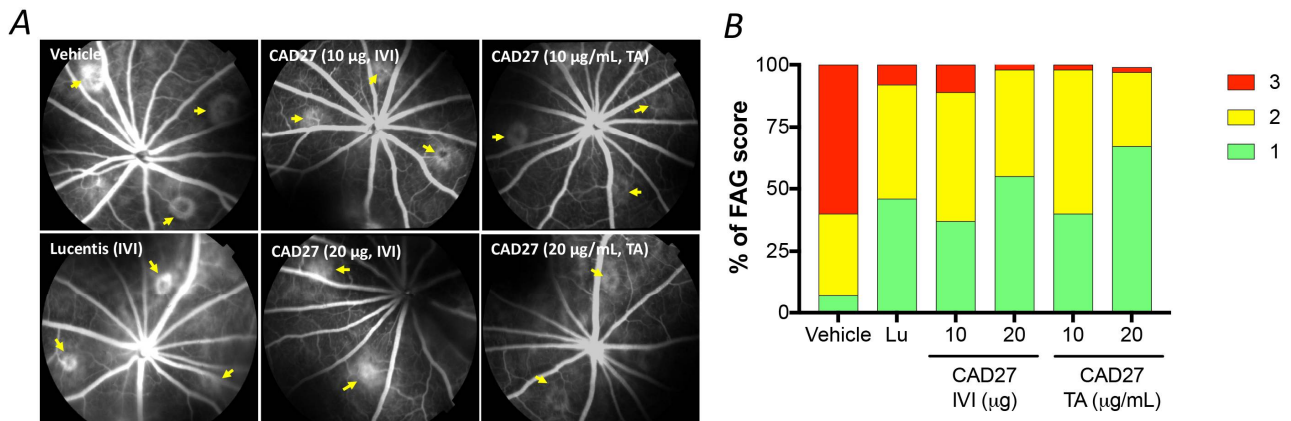 A
Vehicle
CAD27 (10 µg, IVI)
CAD27 (10 µg/mL, TA)
Lucentis (IVI)
CAD27 (20 µg, IVI)
CAD27 (20 µg/mL, TA)
B
% of FAG score
100
75
50
25
0
Vehicle Lu 10 20 10 20
CAD27 CAD27
IVI (µg) TA (µg/mL)
3
2
1